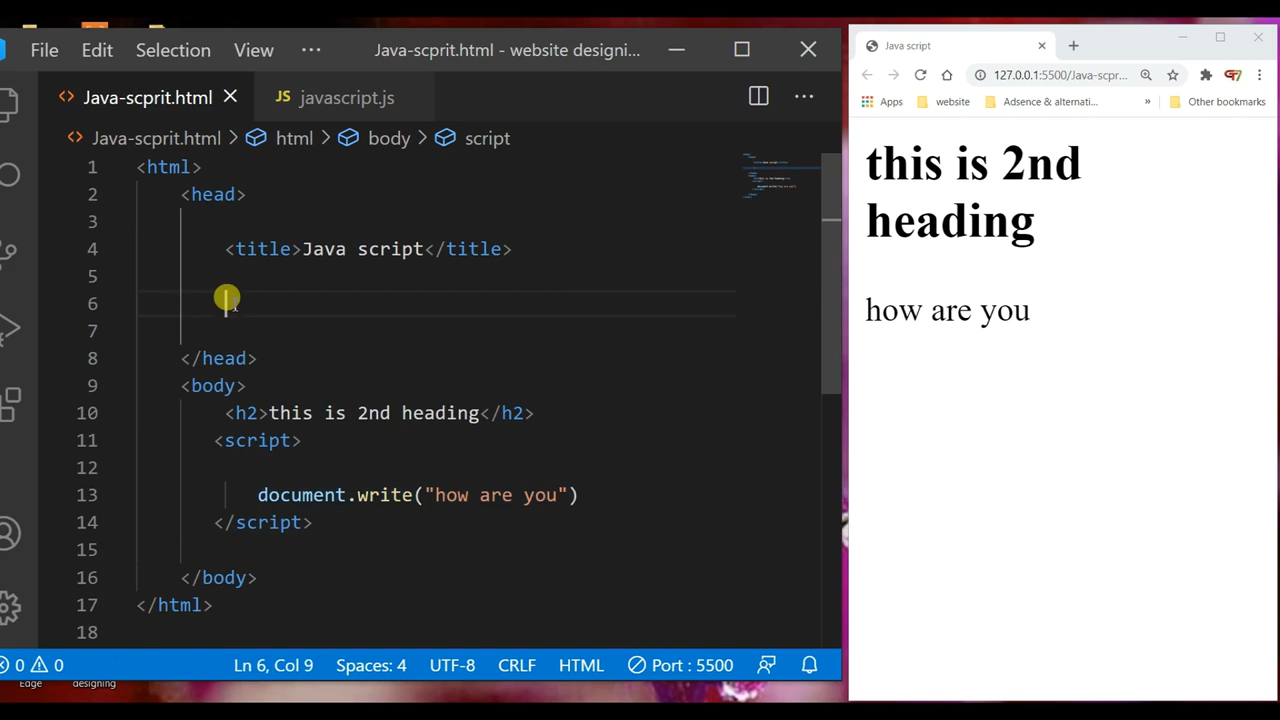 File Edit Selection View ··· Java-scprit.html - website designi...
Java-scprit.html JS javascript.js
Java-scprit.html > html > body > script
1 <html>
2 <head>
3
4 <title>Java script</title>
5
6
7
8 </head>
9 <body>
10 <h2>this is 2nd heading</h2>
11 <script>
12
13 document.write("how are you")
14 </script>
15
16 </body>
17 </html>
18
0 0 Ln 6, Col 9 Spaces: 4 UTF-8 CRLF HTML Port : 5500
Edge designing
Java script
127.0.0.1:5500/Java-scpr...
Apps website Adsence & alternati... » Other bookmarks
this is 2nd
heading
how are you